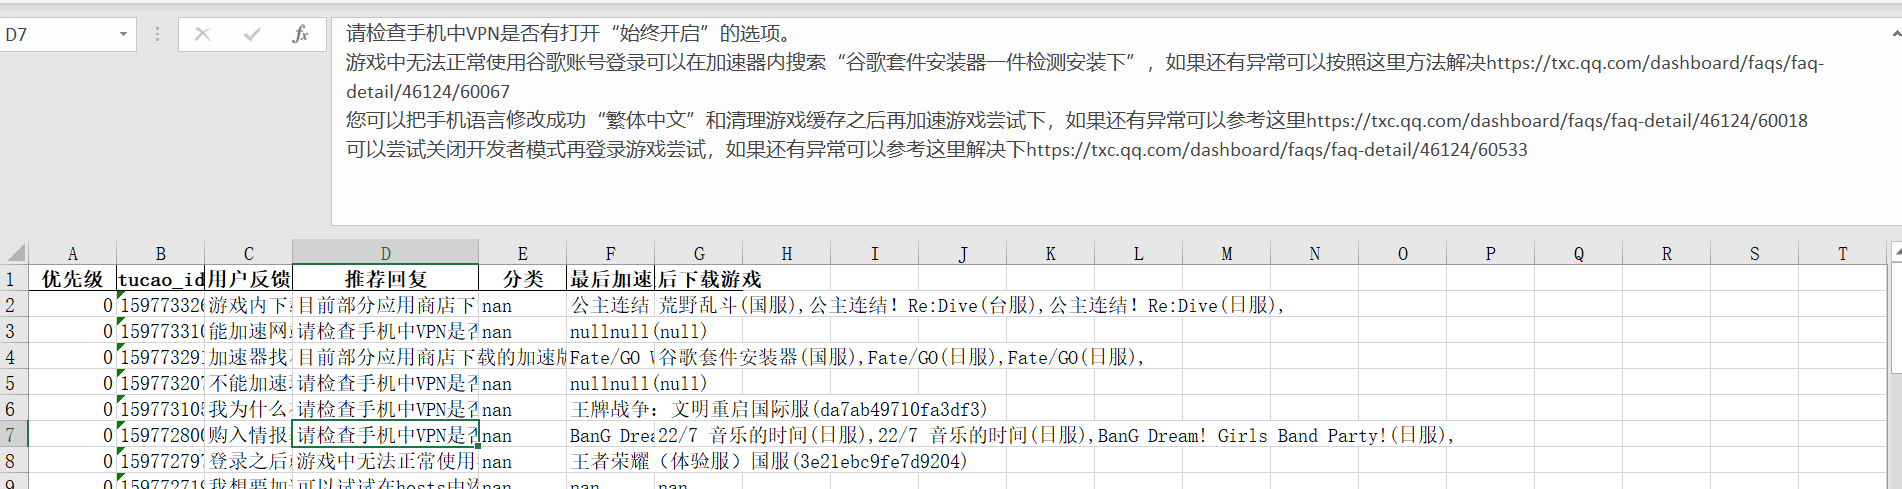 D7
fx
请检查手机中VPN是否有打开“始终开启”的选项。
游戏中无法正常使用谷歌账号登录可以在加速器内搜索“谷歌套件安装器一件检测安装下”，如果还有异常可以按照这里方法解决https://txc.qq.com/dashboard/faqs/faq-
detail/46124/60067
您可以把手机语言修改成功“繁体中文”和清理游戏缓存之后再加速游戏尝试下，如果还有异常可以参考这里https://txc.qq.com/dashboard/faqs/faq-detail/46124/60018
可以尝试关闭开发者模式再登录游戏尝试，如果还有异常可以参考这里解决下https://txc.qq.com/dashboard/faqs/faq-detail/46124/60533
A B C D E F G H I J K L M N O P Q R S T
1 优先级 tucao_id 用户反馈 推荐回复 分类 最后加速 后下载游戏
2 0 159773326 游戏内下 目前部分应用商店下 nan 公主连结 荒野乱斗(国服),公主连结！Re:Dive(台服),公主连结！Re:Dive(日服),
3 0 159773310 能加速网 请检查手机中VPN是否 nan nullnull(null)
4 0 159773291 加速器找 目前部分应用商店下载的加速版 Fate/GO 谷歌套件安装器(国服),Fate/GO(日服),Fate/GO(日服),
5 0 159773207 不能加速 请检查手机中VPN是否 nan nullnull(null)
6 0 159773105 我为什么 请检查手机中VPN是否 nan 王牌战争：文明重启国际服(da7ab49710fa3df3)
7 0 159772800 购入情报 请检查手机中VPN是否 nan BanG Drea 22/7 音乐的时间(日服),22/7 音乐的时间(日服),BanG Dream! Girls Band Party!(日服),
8 0 159772797 登录之后 游戏中无法正常使用 nan 王者荣耀（体验服）国服(3e21ebc9fe7d9204)
9 0 159772719 我想要加 可以试试在hosts中添 nan nan nan